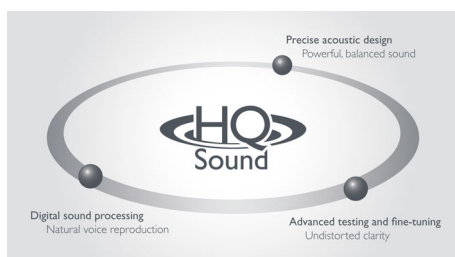 Precise acoustic design
Powerful, balanced sound
HQ
Sound
Digital sound processing
Natural voice reproduction
Advanced testing and fine-tuning
Undistorted clarity